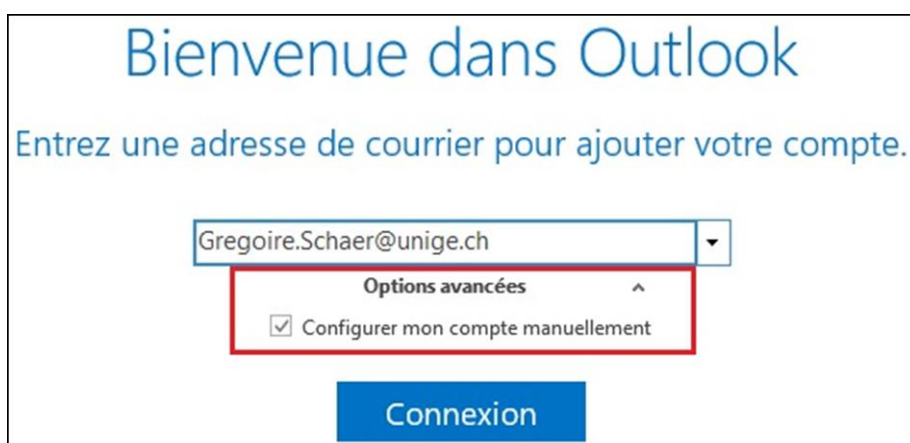 Bienvenue dans Outlook
Entrez une adresse de courrier pour ajouter votre compte.
Gregoire.Schaer@unige.ch
Options avancées
Configurer mon compte manuellement
Connexion